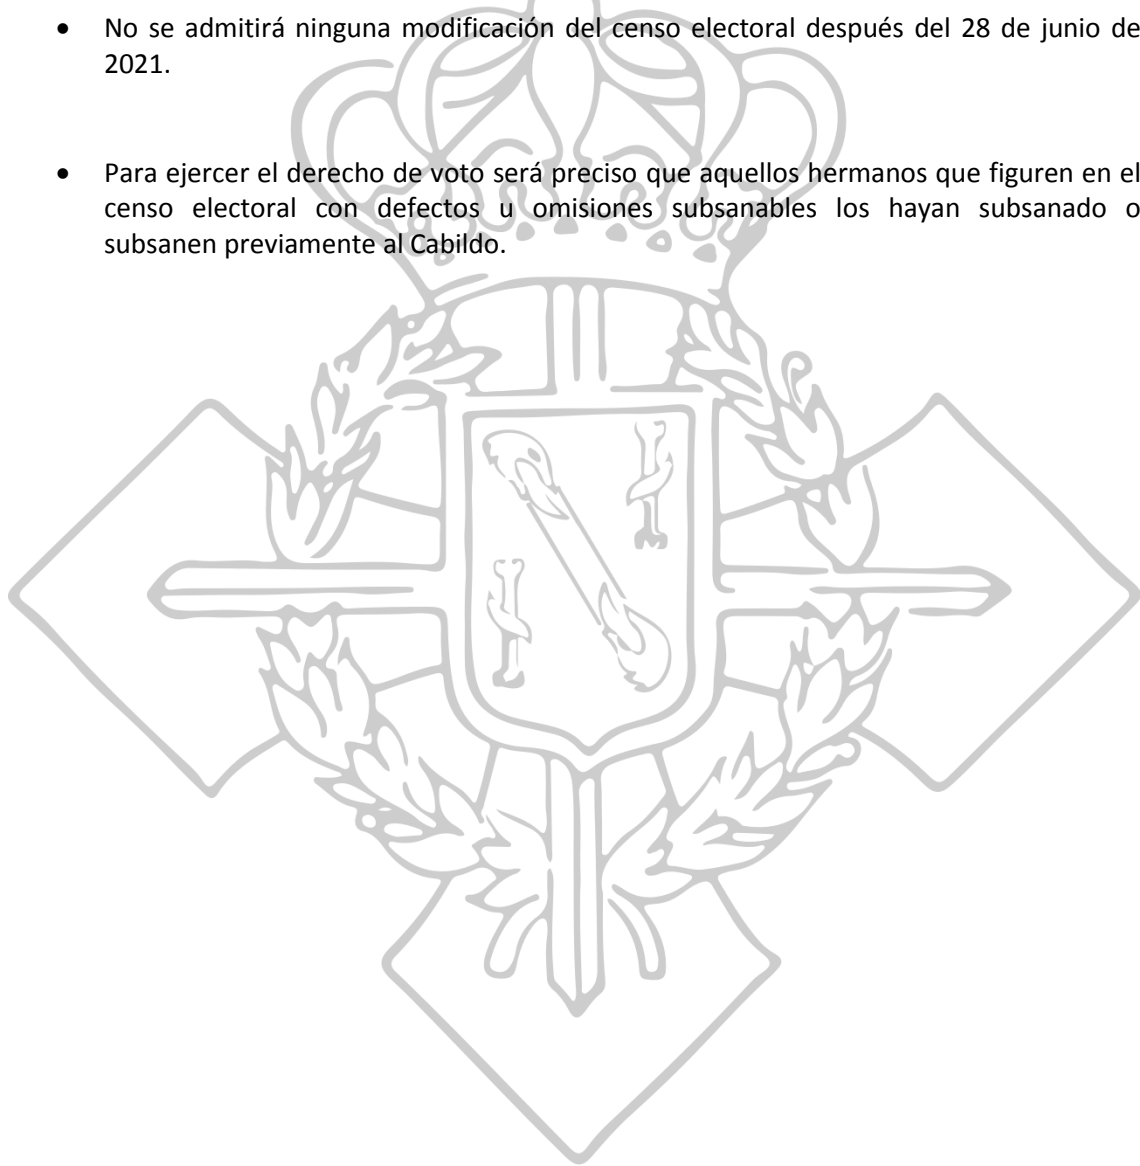 • No se admitirá ninguna modificación del censo electoral después del 28 de junio de
2021.
• Para ejercer el derecho de voto será preciso que aquellos hermanos que figuren en el
censo electoral con defectos u omisiones subsanables los hayan subsanado o
subsanen previamente al Cabildo.